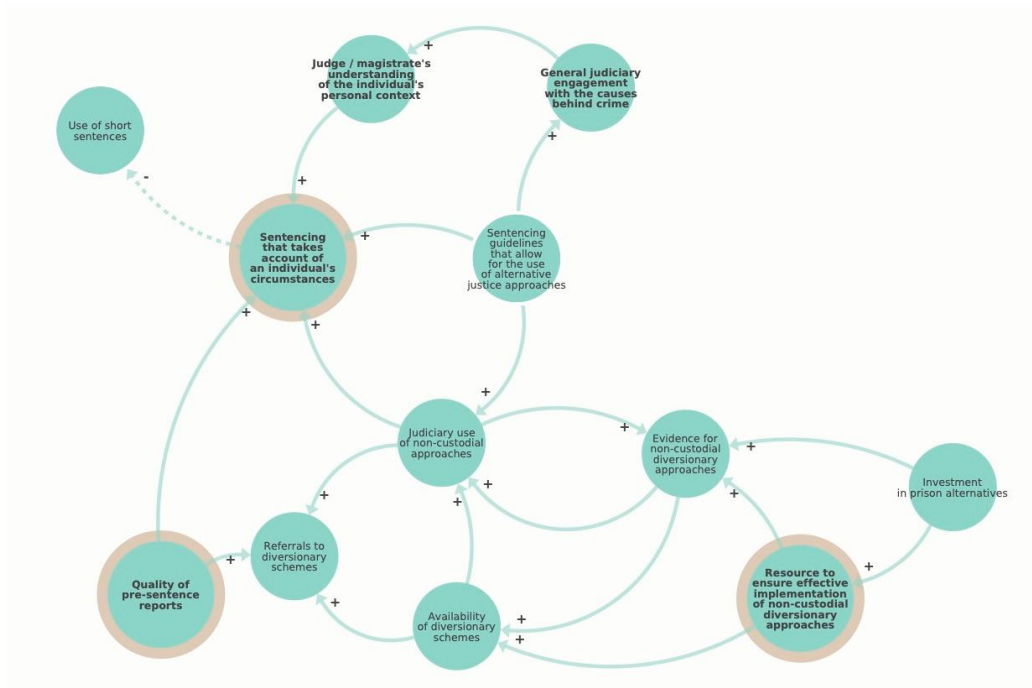 Judge / magistrate's
understanding
of the individual's
personal context
+
General judiciary
engagement
with the causes
behind crime
+
Use of short
sentences
-
+
Sentencing
that takes
account of
an individual's
circumstances
+
Sentencing
guidelines
that allow
for the use
of alternative
justice approaches
+
+
+
Judiciary use
of non-custodial
approaches
+
Evidence for
non-custodial
diversionary
approaches
+
Investment
in prison alternatives
+
+
+
+
Referrals to
diversionary
schemes
+
Quality of
pre-sentence
reports
+
Availability
of diversionary
schemes
+
+
+
Resource to
ensure effective
implementation
of non-custodial
diversionary
approaches